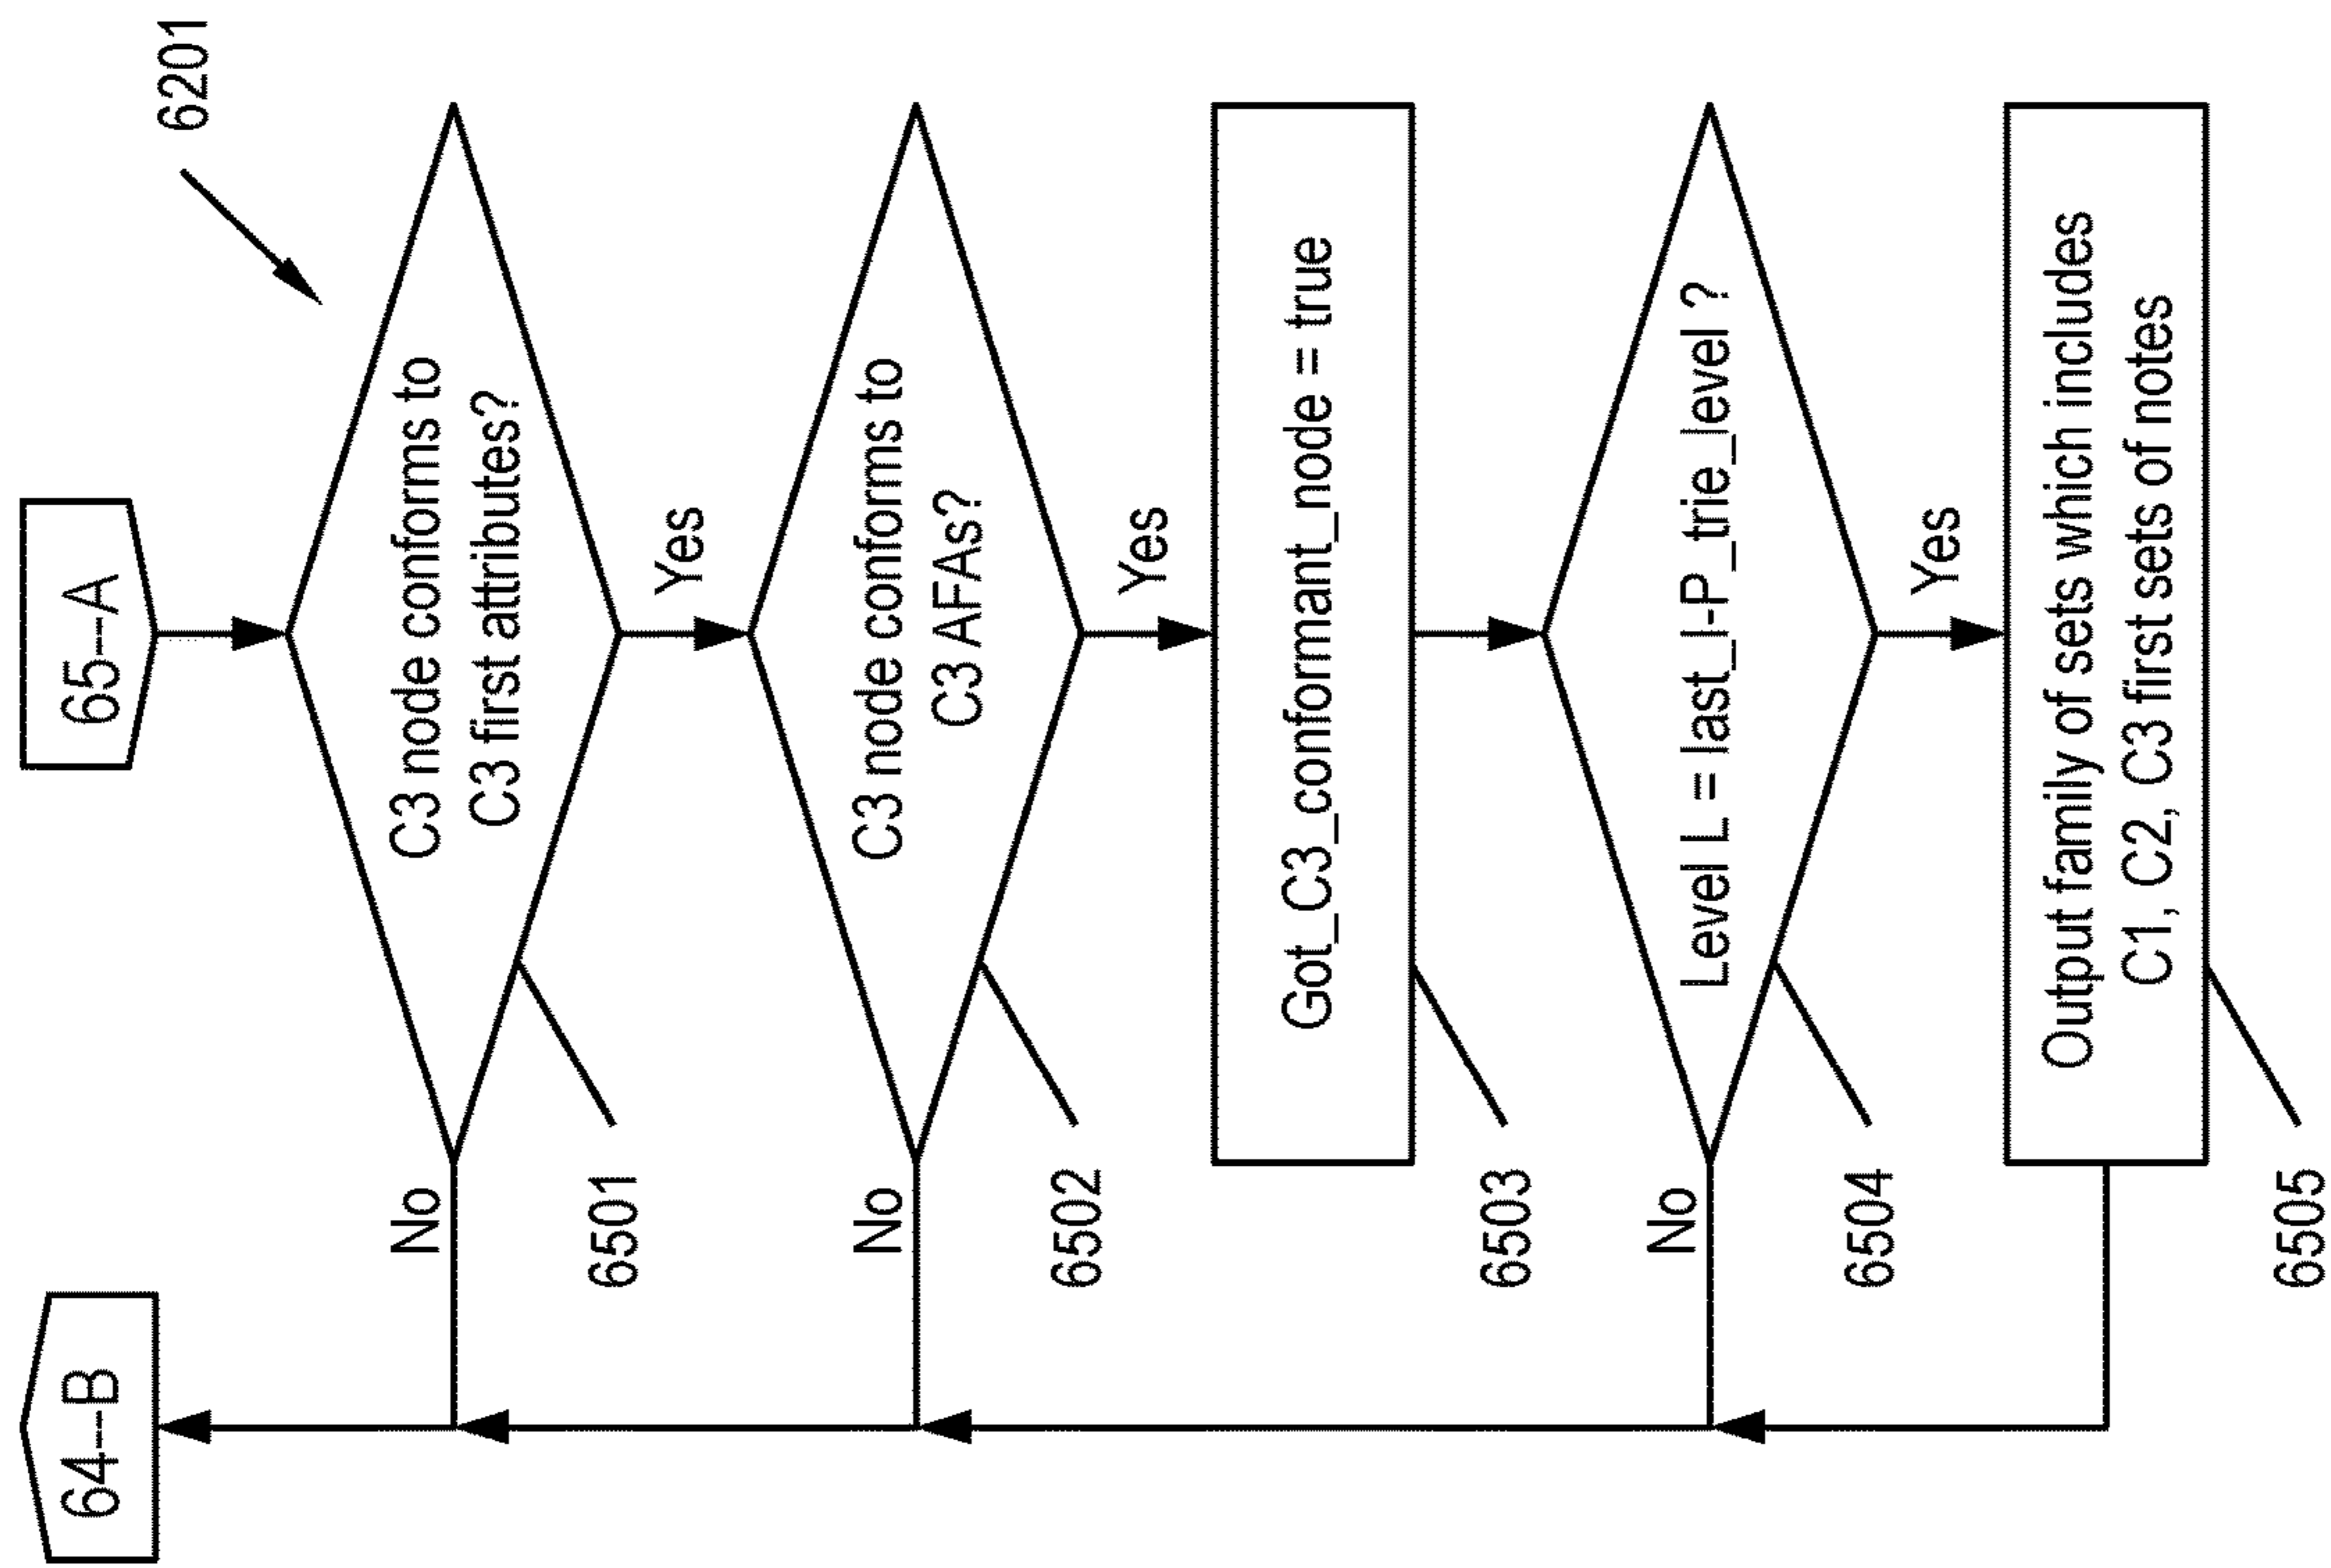 6201
65--A
64--B
C3 node conforms to
C3 first attributes?
No
Yes
6501
C3 node conforms to
C3 AFAs?
No
Yes
6502
Got_C3_conformant_node = true
6503
Level L = last_I-P_trie_level ?
No
Yes
6504
Output family of sets which includes
C1, C2, C3 first sets of notes
6505